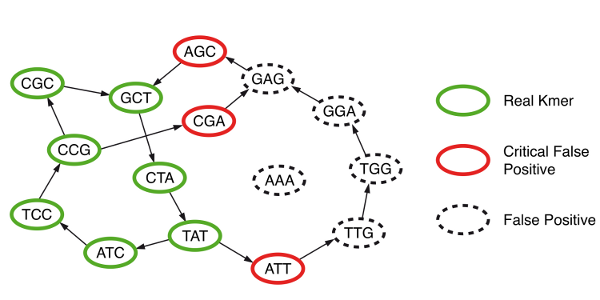 AGC
GAG
CGC
GCT
CGA
GGA
Real Kmer
CCG
Critical False
Positive
CTA
AAA
TGG
TCC
TAT
TTG
False Positive
ATC
ATT